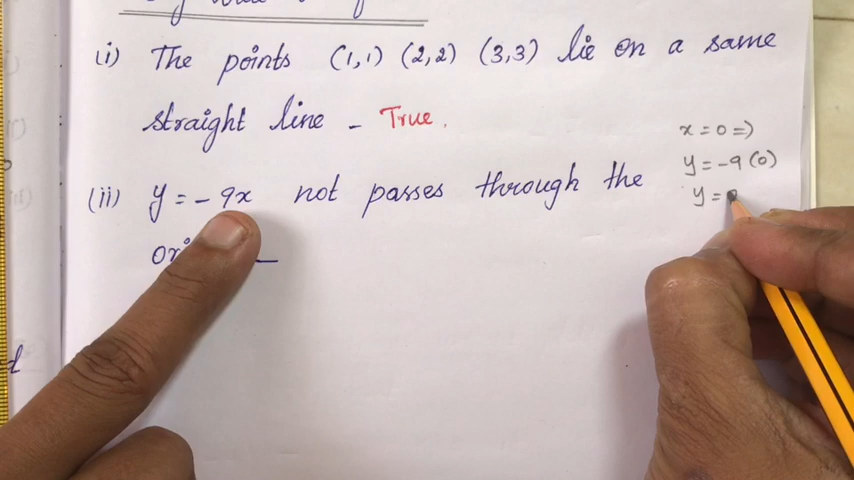 (i) The points (1,1) (2,2) (3,3) lie on a same
straight line - True.
(ii) y = - 9x not passes through the
x = 0 =>
y = -9(0)
y =